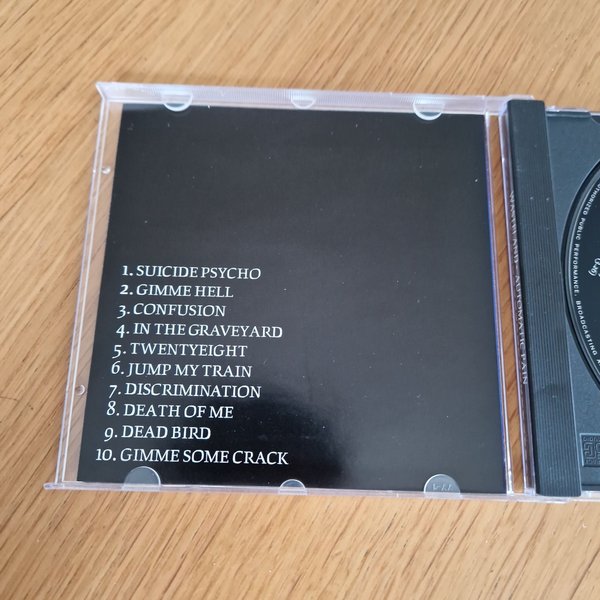 1. SUICIDE PSYCHO
2. GIMME HELL
3. CONFUSION
4. IN THE GRAVEYARD
5. TWENTYEIGHT
6. JUMP MY TRAIN
7. DISCRIMINATION
8. DEATH OF ME
9. DEAD BIRD
10. GIMME SOME CRACK
AUTOMATIC PAIN
PUBLIC PERFORMANCE, BROADCASTING